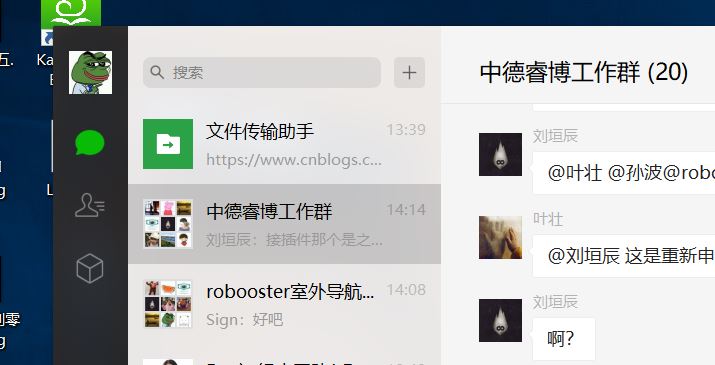 搜索
文件传输助手
13:39
https://www.cnblogs.c...
中德睿博工作群
14:14
刘垣辰：接插件那个是之...
robooster室外导航...
14:08
Sign：好吧
中德睿博工作群 (20)
刘垣辰
@叶壮 @孙波@robo
叶壮
@刘垣辰 这是重新申
刘垣辰
啊?